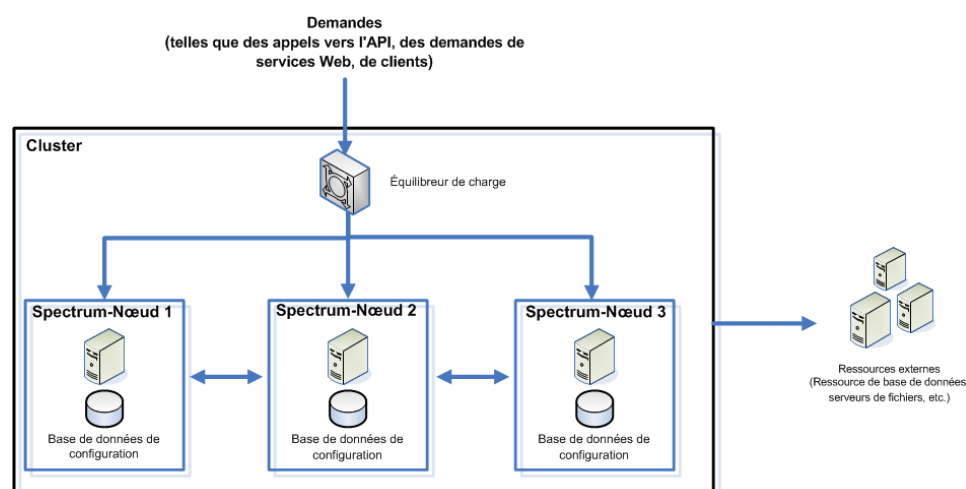 Demandes
(telles que des appels vers l'API, des demandes de
services Web, de clients)
Cluster
Équilibreur de charge
Spectrum-Nœud 1
Spectrum-Nœud 2
Spectrum-Nœud 3
Base de données de
configuration
Base de données de
configuration
Base de données de
configuration
Ressources externes
(Ressource de base de données
serveurs de fichiers, etc.)